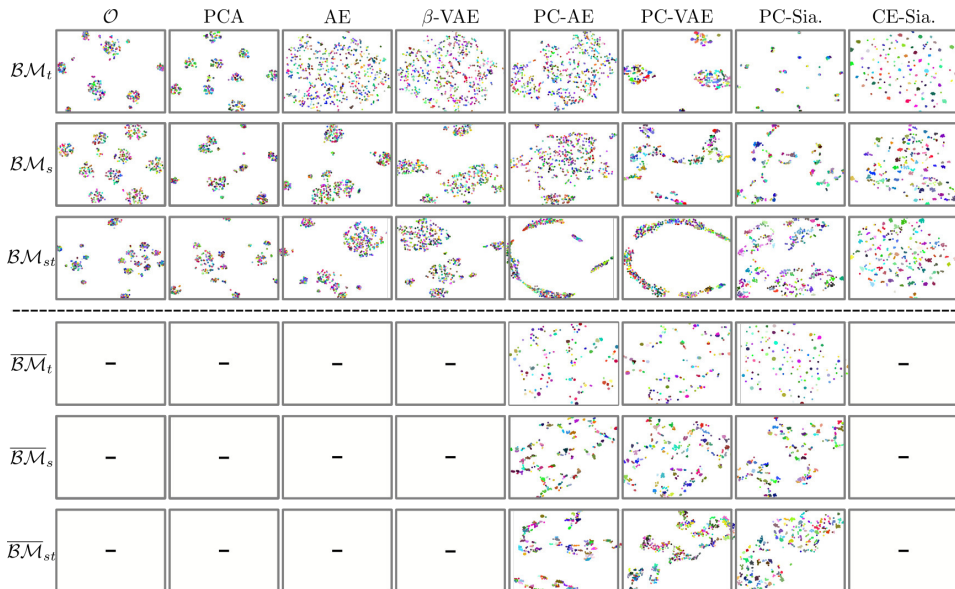 𝒪 PCA AE β-VAE PC-AE PC-VAE PC-Sia. CE-Sia.
ℬℳ_t
ℬℳ_s
ℬℳ_st
ℬℳ̅_t – – – – –
ℬℳ̅_s – – – – –
ℬℳ̅_st – – – – –